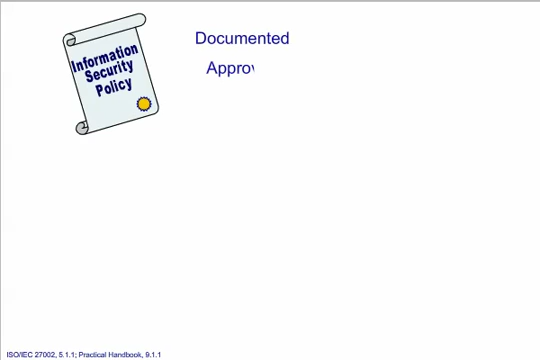 Information
Security
Policy
Documented
Approv
ISO/IEC 27002, 5.1.1; Practical Handbook, 9.1.1